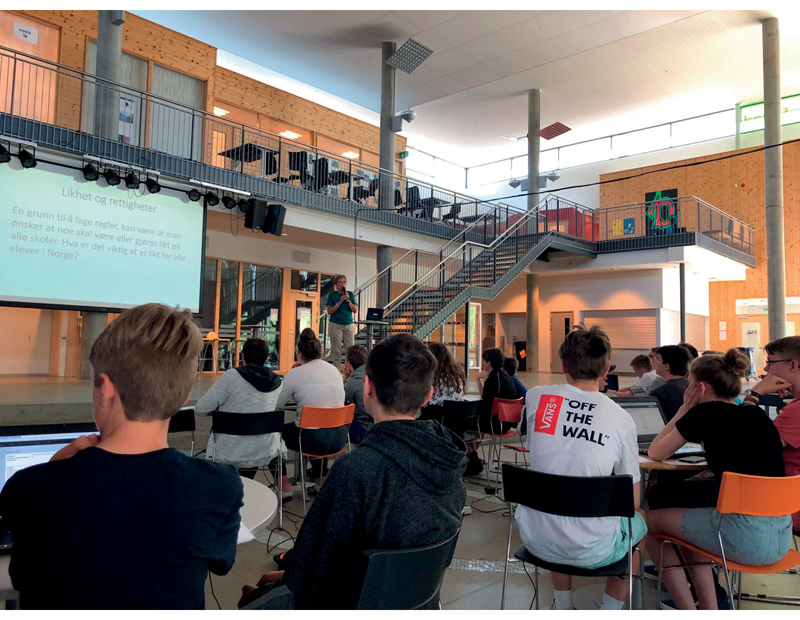 Likhet og rettigheter
En grunn til å lage regler, kan være at man
ønsker at noe skal være eller gjøres likt på
alle skoler. Hva er det viktig at er likt for alle
elever i Norge?
VANS®
"OFF
THE
WALL"